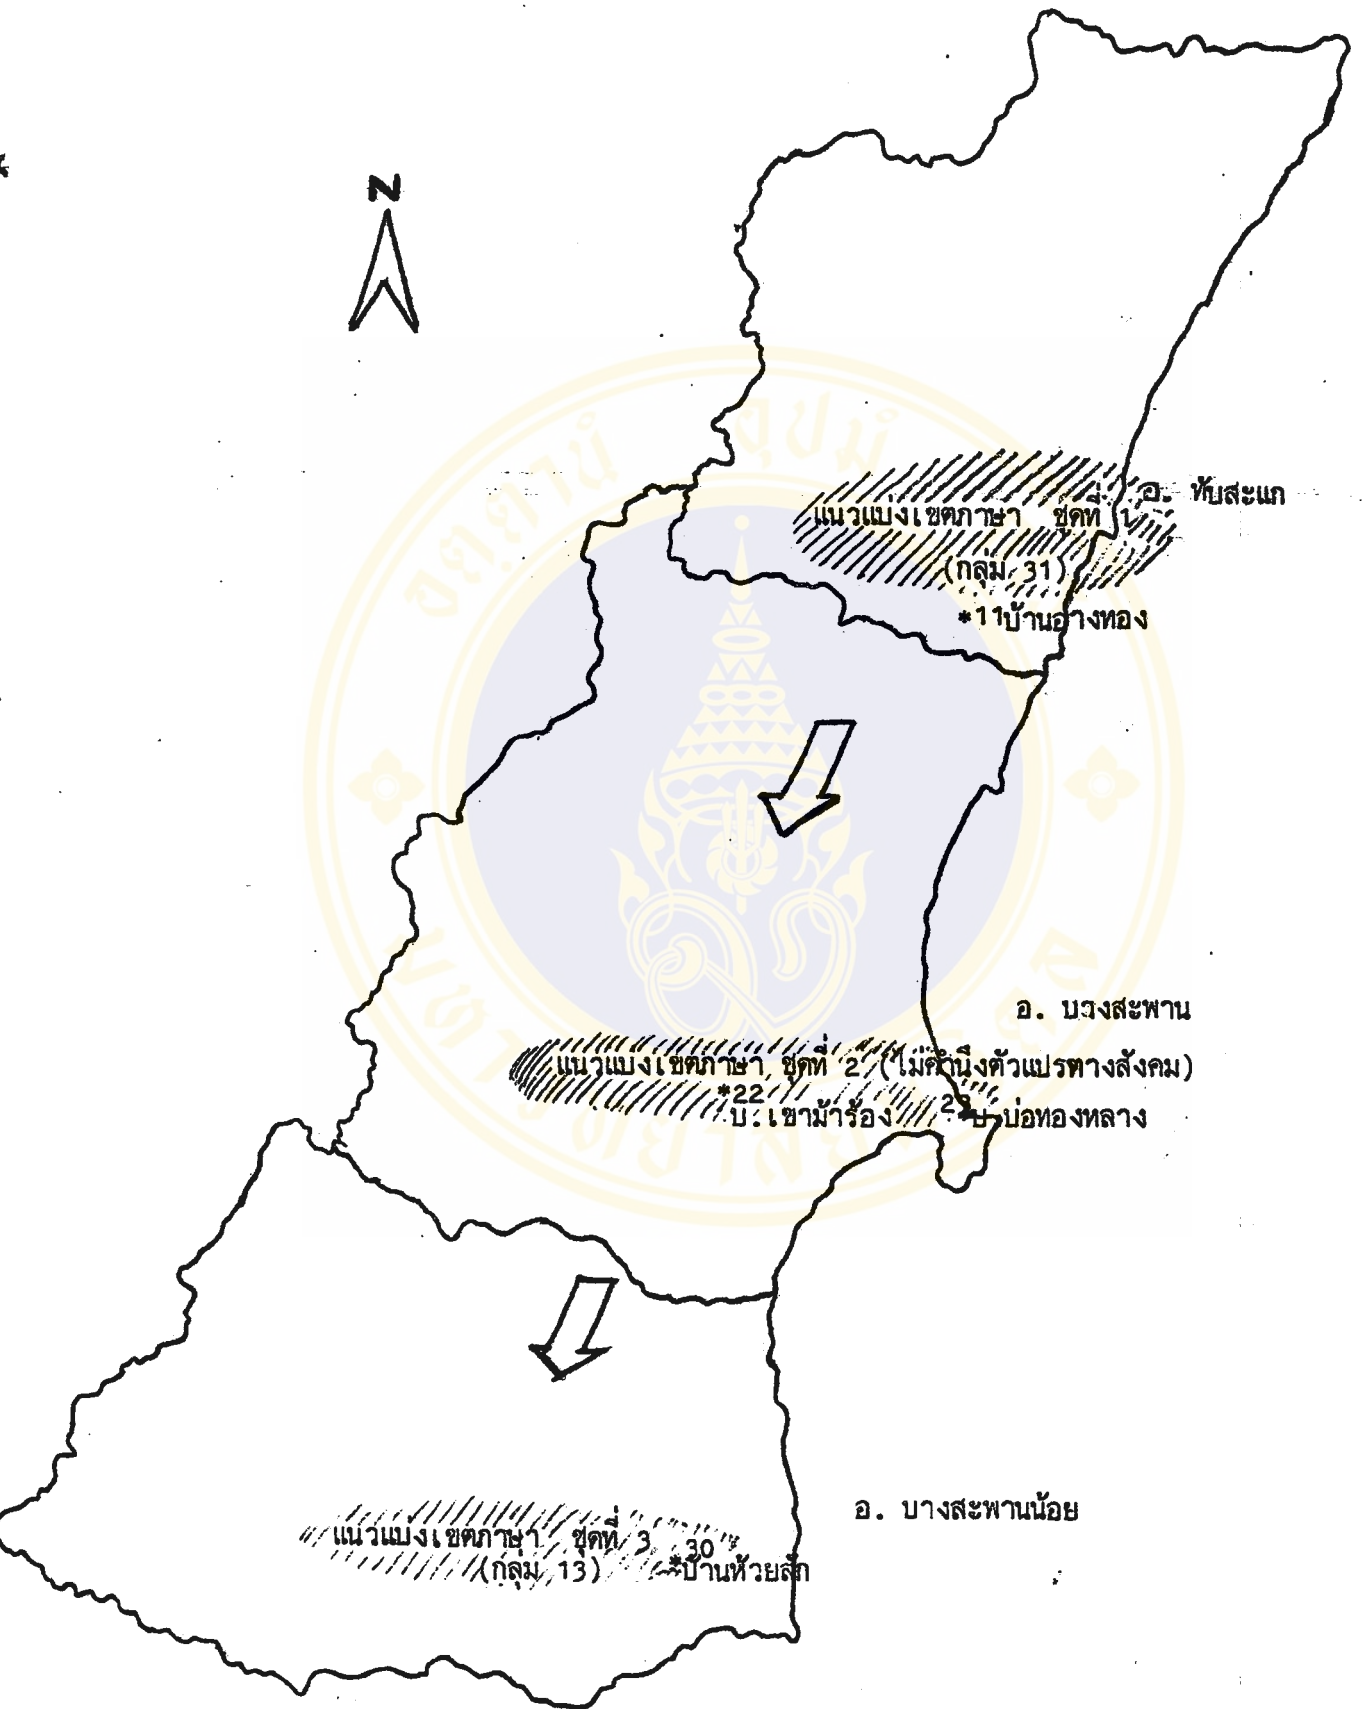 N
อ. ทับสะแก
แนวแบ่งเขตภาษา ชุดที่ 1
(กลุ่ม 31)
*11บ้านอ่างทอง
อ. บางสะพาน
แนวแบ่งเขตภาษา ชุดที่ 2 (ไม่คำนึงตัวแปรทางสังคม)
*22
บ.เขาม้าร้อง
บ.บ่อทองหลาง
อ. บางสะพานน้อย
แนวแบ่งเขตภาษา ชุดที่ 3
30
(กลุ่ม 13) *บ้านห้วยสัก